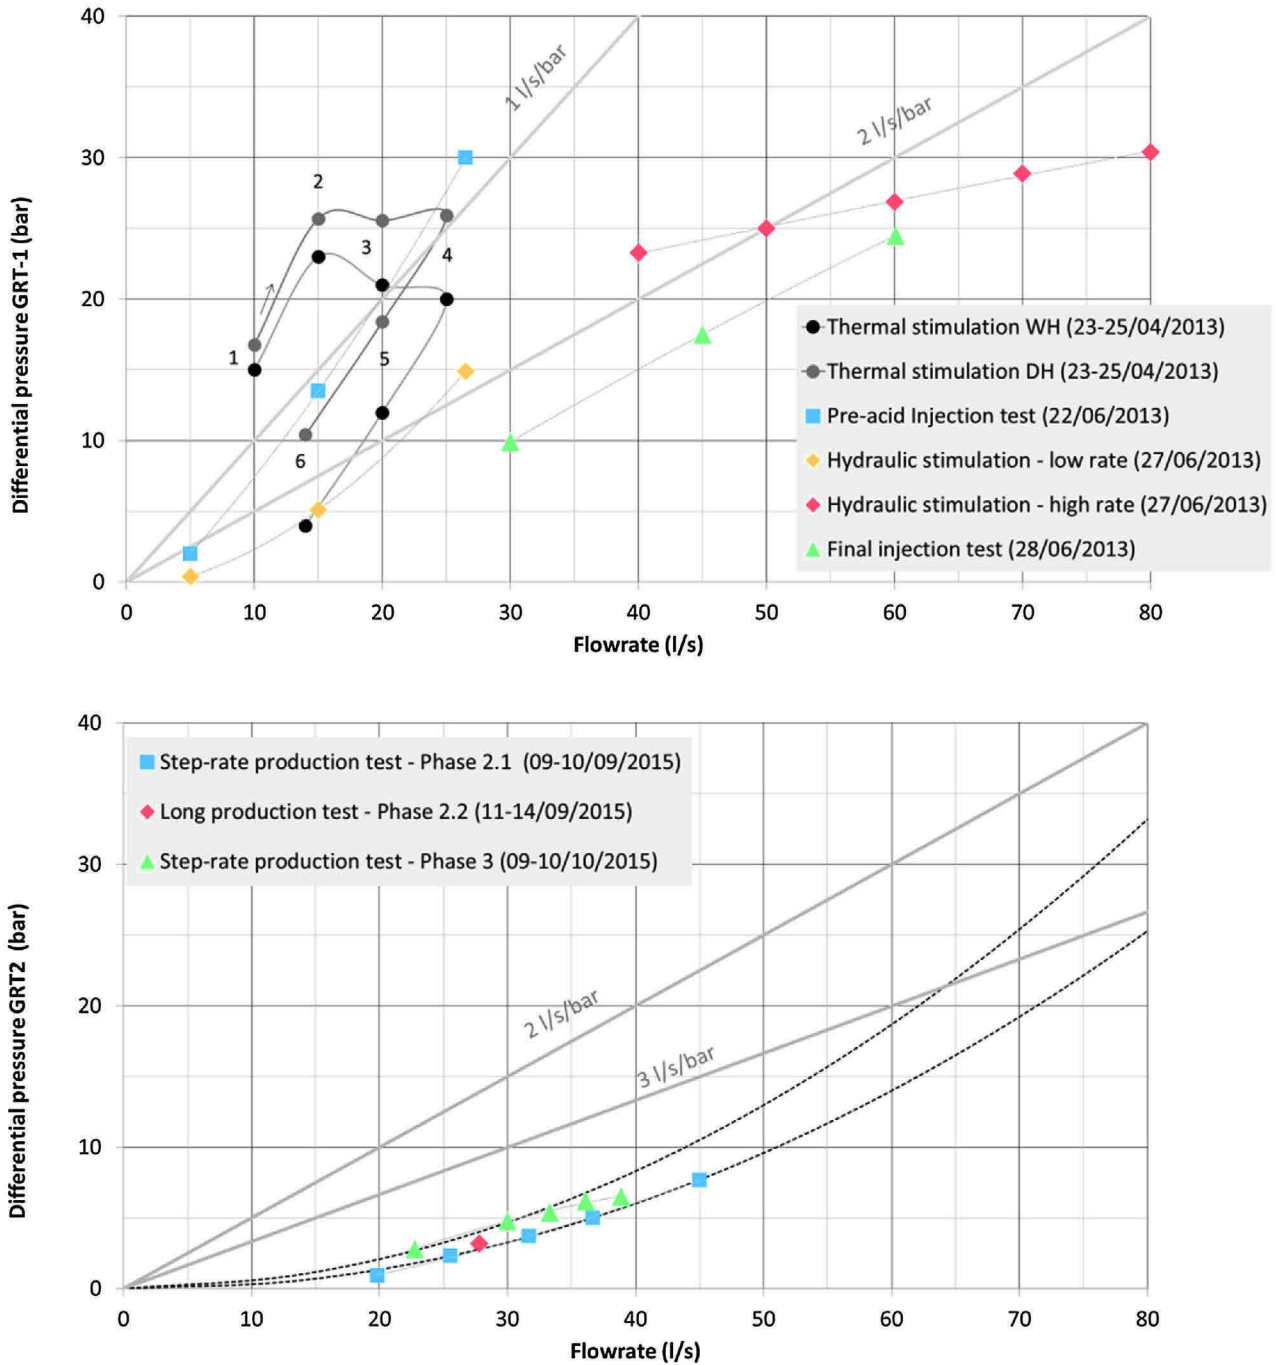 40
30
20
10
0
Differential pressure GRT-1 (bar)
1 l/s/bar
2 l/s/bar
1
2
3
4
5
6
Thermal stimulation WH (23-25/04/2013)
Thermal stimulation DH (23-25/04/2013)
Pre-acid Injection test (22/06/2013)
Hydraulic stimulation - low rate (27/06/2013)
Hydraulic stimulation - high rate (27/06/2013)
Final injection test (28/06/2013)
0 10 20 30 40 50 60 70 80
Flowrate (l/s)
40
30
20
10
0
Differential pressure GRT2 (bar)
Step-rate production test - Phase 2.1 (09-10/09/2015)
Long production test - Phase 2.2 (11-14/09/2015)
Step-rate production test - Phase 3 (09-10/10/2015)
2 l/s/bar
3 l/s/bar
0 10 20 30 40 50 60 70 80
Flowrate (l/s)